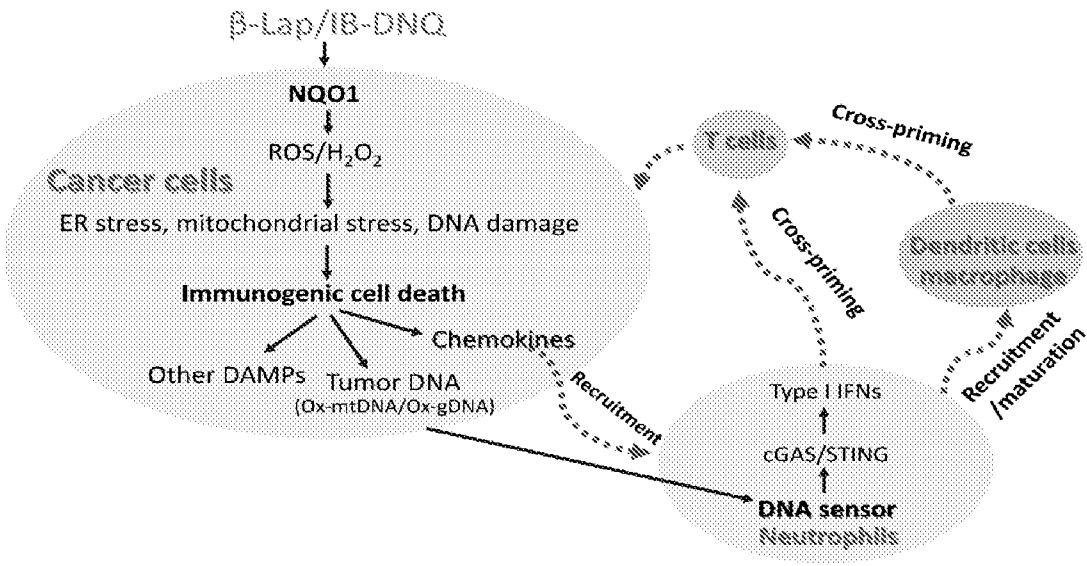 β-Lap/IB-DNQ
NQO1
ROS/H₂O₂
Cancer cells
ER stress, mitochondrial stress, DNA damage
Immunogenic cell death
Chemokines
Other DAMPs
Tumor DNA
(Ox-mtDNA/Ox-gDNA)
Recruitment
T cells
Cross-priming
Cross-priming
Dendritic cells
macrophage
Recruitment
/maturation
Type I IFNs
cGAS/STING
DNA sensor
Neutrophils